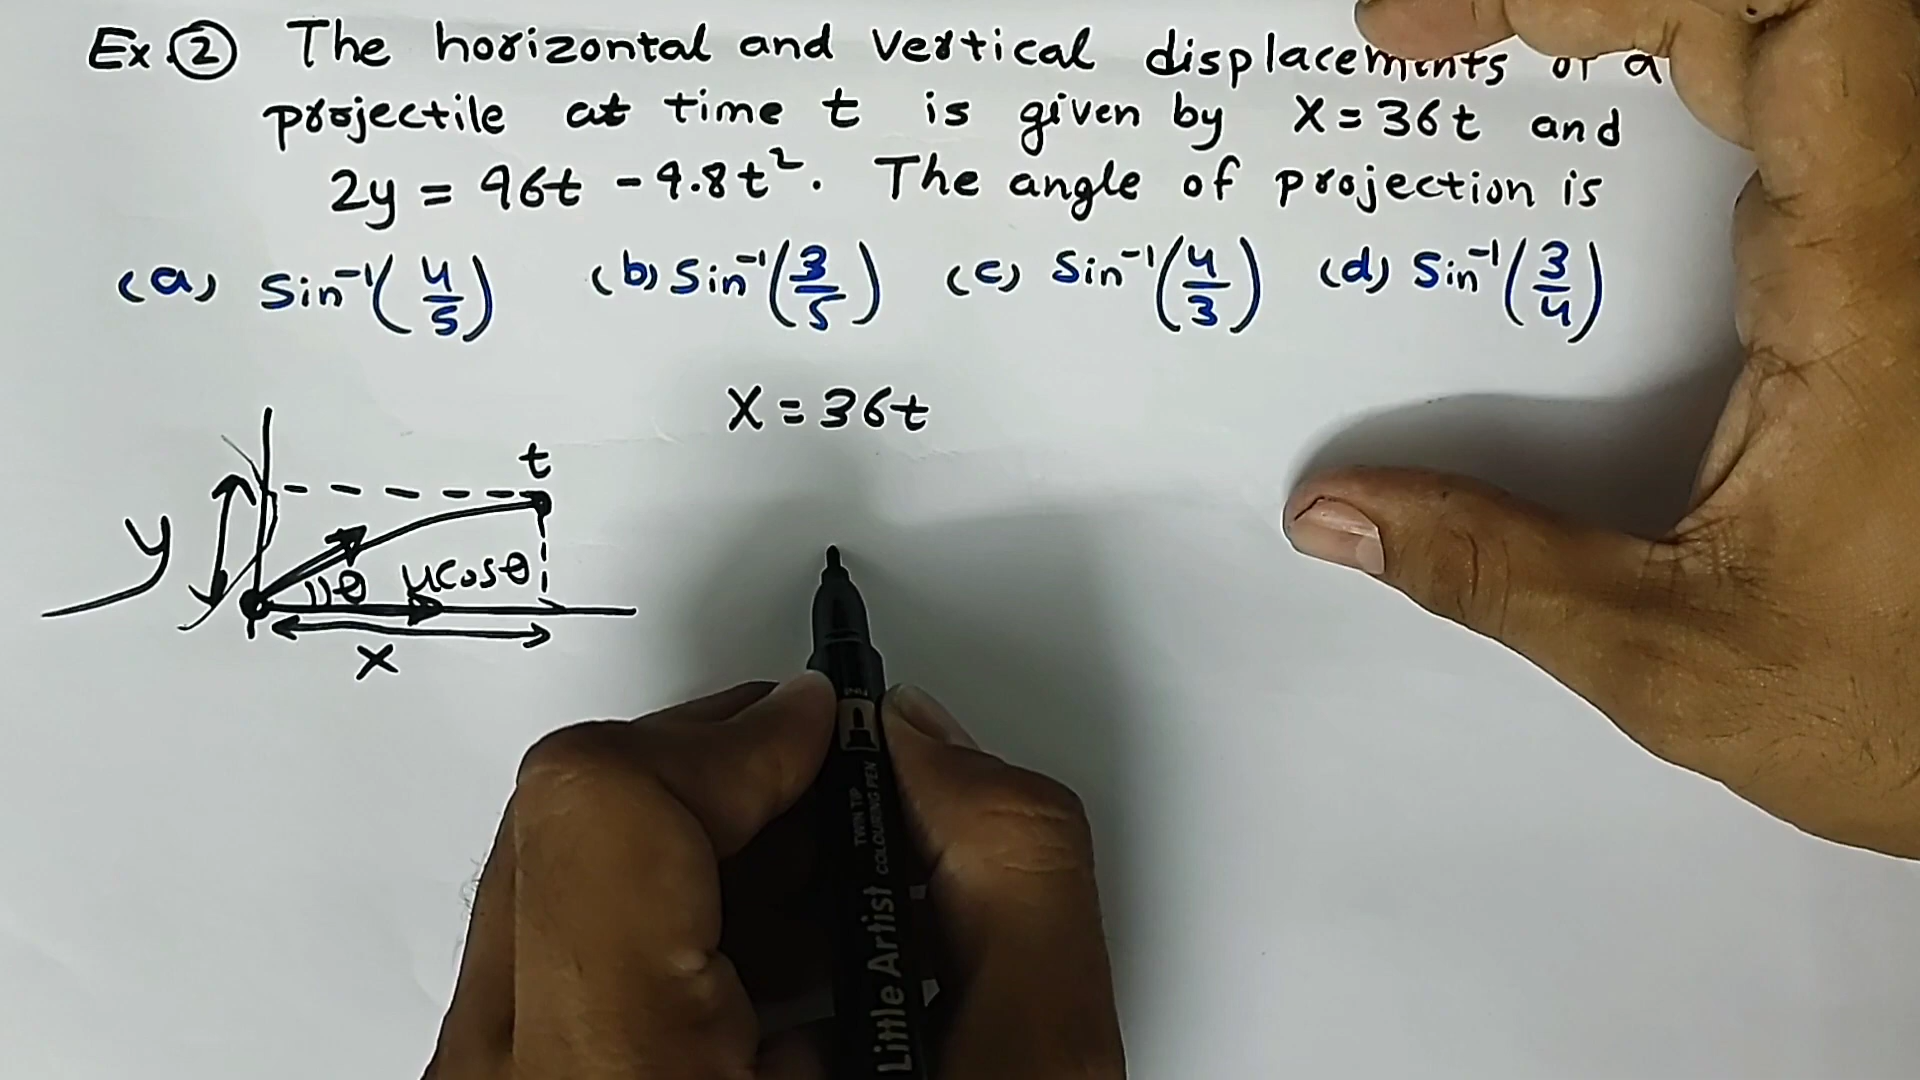 Ex. ② The horizontal and vertical displacements of a
projectile at time t is given by X = 36t and
2y = 96t - 9.8t². The angle of projection is
(a) Sin⁻¹(4/5) (b) Sin⁻¹(3/5) (c) Sin⁻¹(4/3) (d) Sin⁻¹(3/4)
X = 36t
t
y
θ ucosθ
x
Little Artist
TWIN TIP
COLOURING PEN